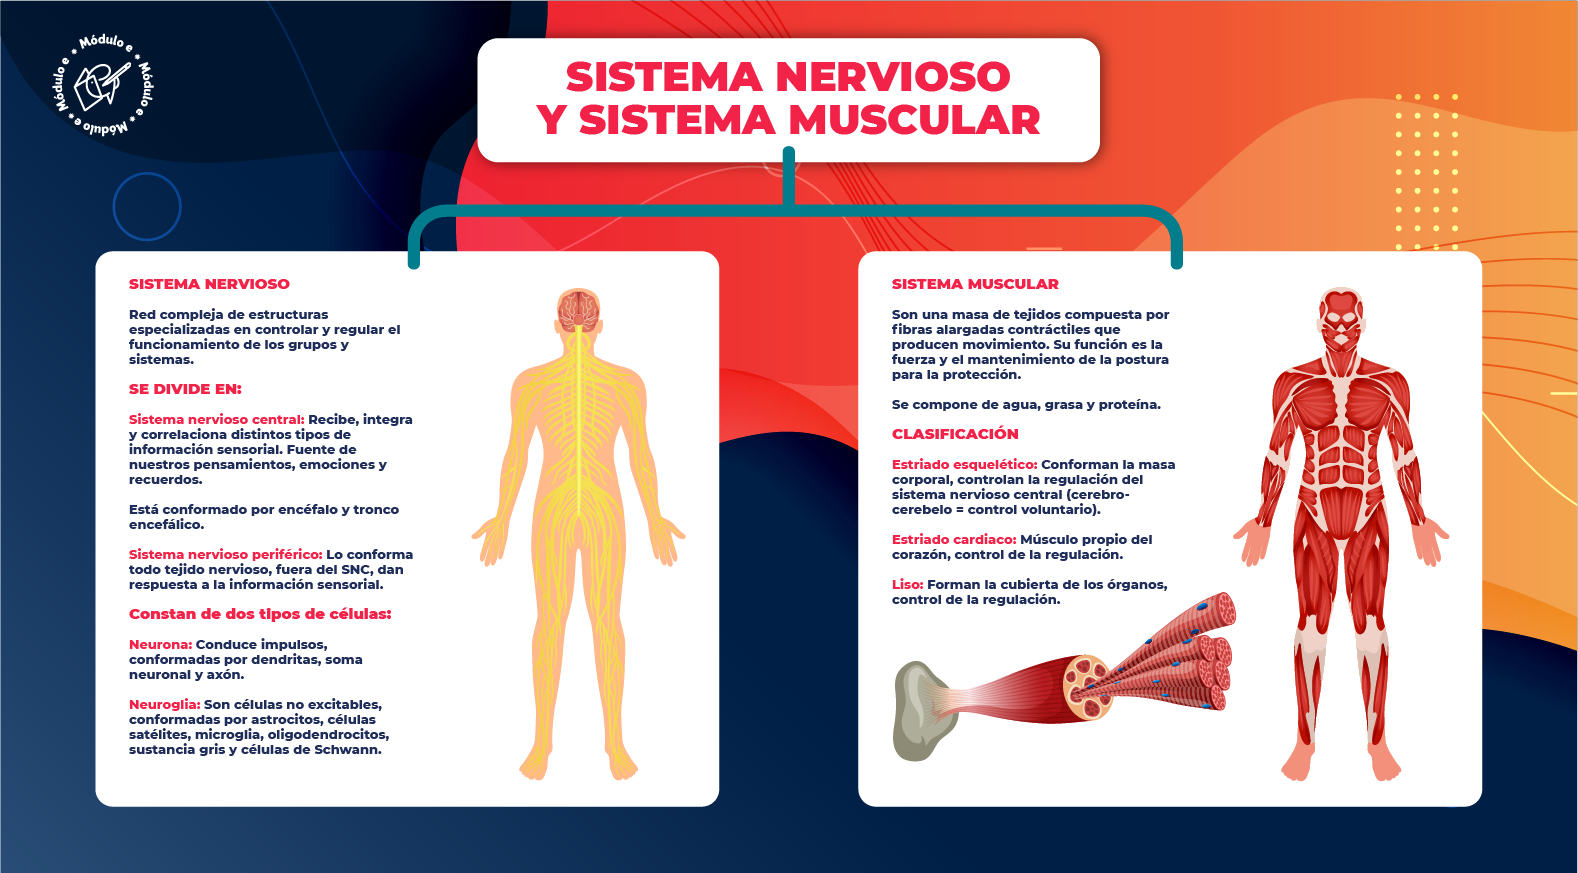 Módulo e * Módulo e * Módulo e * Módulo e *
SISTEMA NERVIOSO
Y SISTEMA MUSCULAR
SISTEMA NERVIOSO
Red compleja de estructuras
especializadas en controlar y regular el
funcionamiento de los grupos y
sistemas.
SE DIVIDE EN:
Sistema nervioso central: Recibe, integra
y correlaciona distintos tipos de
información sensorial. Fuente de
nuestros pensamientos, emociones y
recuerdos.
Está conformado por encéfalo y tronco
encefálico.
Sistema nervioso periférico: Lo conforma
todo tejido nervioso, fuera del SNC, dan
respuesta a la información sensorial.
Constan de dos tipos de células:
Neurona: Conduce impulsos,
conformadas por dendritas, soma
neuronal y axón.
Neuroglia: Son células no excitables,
conformadas por astrocitos, células
satélites, microglia, oligodendrocitos,
sustancia gris y células de Schwann.
SISTEMA MUSCULAR
Son una masa de tejidos compuesta por
fibras alargadas contráctiles que
producen movimiento. Su función es la
fuerza y el mantenimiento de la postura
para la protección.
Se compone de agua, grasa y proteína.
CLASIFICACIÓN
Estriado esquelético: Conforman la masa
corporal, controlan la regulación del
sistema nervioso central (cerebro-
cerebelo = control voluntario).
Estriado cardiaco: Músculo propio del
corazón, control de la regulación.
Liso: Forman la cubierta de los órganos,
control de la regulación.